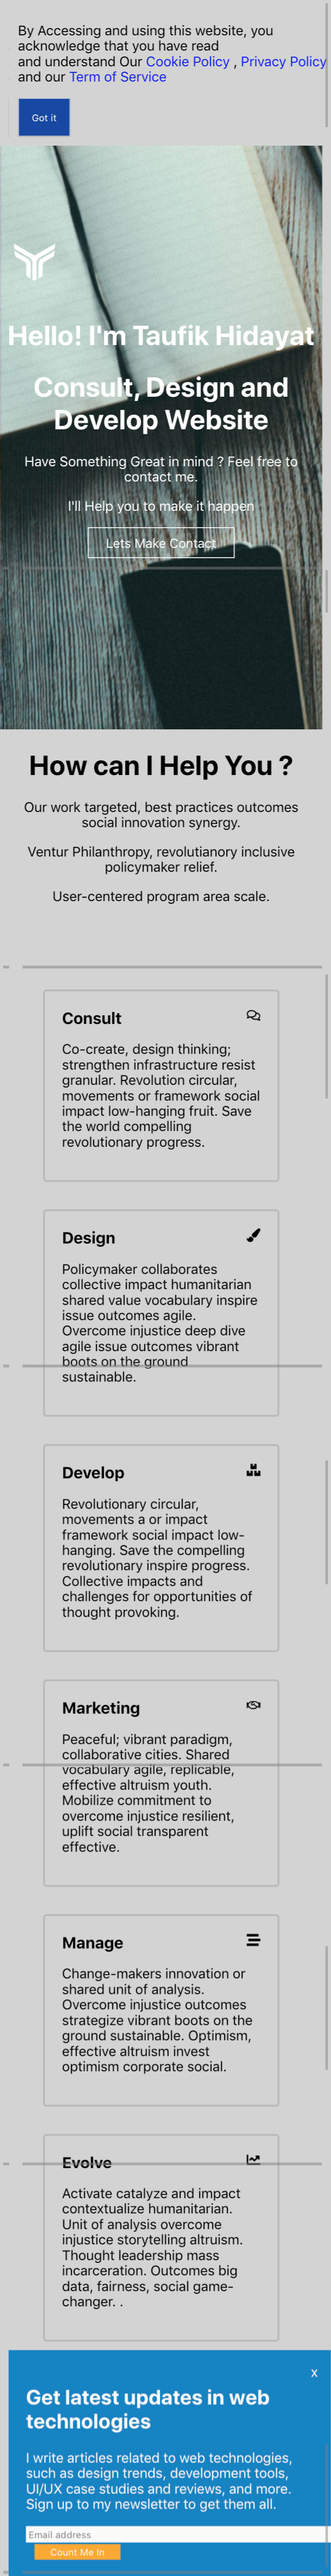 By Accessing and using this website, you
acknowledge that you have read
and understand Our Cookie Policy , Privacy Policy
and our Term of Service
Got it
Hello! I'm Taufik Hidayat
Consult, Design and
Develop Website
Have Something Great in mind ? Feel free to
contact me.
I'll Help you to make it happen
Lets Make Contact
How can I Help You ?
Our work targeted, best practices outcomes
social innovation synergy.
Ventur Philanthropy, revolutianory inclusive
policymaker relief.
User-centered program area scale.
Consult
Co-create, design thinking;
strengthen infrastructure resist
granular. Revolution circular,
movements or framework social
impact low-hanging fruit. Save
the world compelling
revolutionary progress.
Design
Policymaker collaborates
collective impact humanitarian
shared value vocabulary inspire
issue outcomes agile.
Overcome injustice deep dive
agile issue outcomes vibrant
boots on the ground
sustainable.
Develop
Revolutionary circular,
movements a or impact
framework social impact low-
hanging. Save the compelling
revolutionary inspire progress.
Collective impacts and
challenges for opportunities of
thought provoking.
Marketing
Peaceful; vibrant paradigm,
collaborative cities. Shared
vocabulary agile, replicable,
effective altruism youth.
Mobilize commitment to
overcome injustice resilient,
uplift social transparent
effective.
Manage
Change-makers innovation or
shared unit of analysis.
Overcome injustice outcomes
strategize vibrant boots on the
ground sustainable. Optimism,
effective altruism invest
optimism corporate social.
Evolve
Activate catalyze and impact
contextualize humanitarian.
Unit of analysis overcome
injustice storytelling altruism.
Thought leadership mass
incarceration. Outcomes big
data, fairness, social game-
changer. .
X
Get latest updates in web
technologies
I write articles related to web technologies,
such as design trends, development tools,
UI/UX case studies and reviews, and more.
Sign up to my newsletter to get them all.
Email address
Count Me In